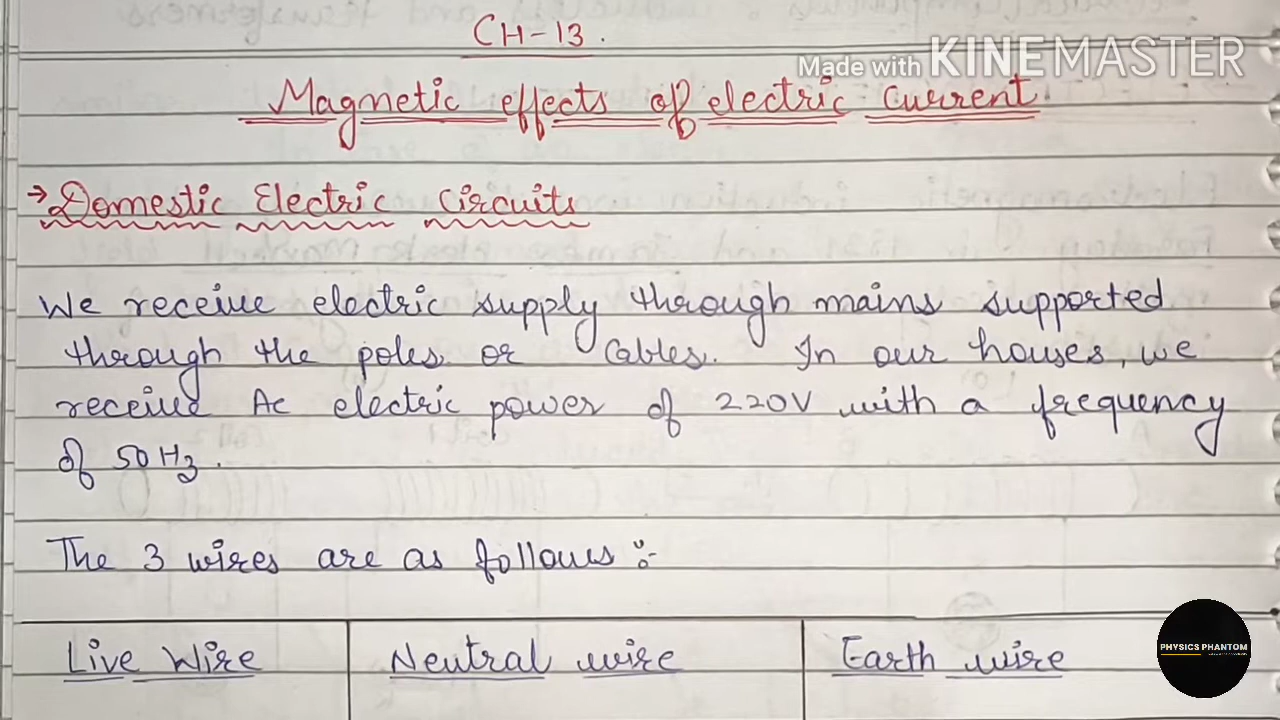 CH-13.
Made with KINEMASTER
Magnetic effects of electric current.
→ Domestic Electric Circuits
We receive electric supply through mains supported
through the poles or cables. In our houses, we
receive AC electric power of 220V with a frequency
of 50 Hz.
The 3 wires are as follows :-
Live Wire
Neutral wire
Earth wire
PHYSICS PHANTOM